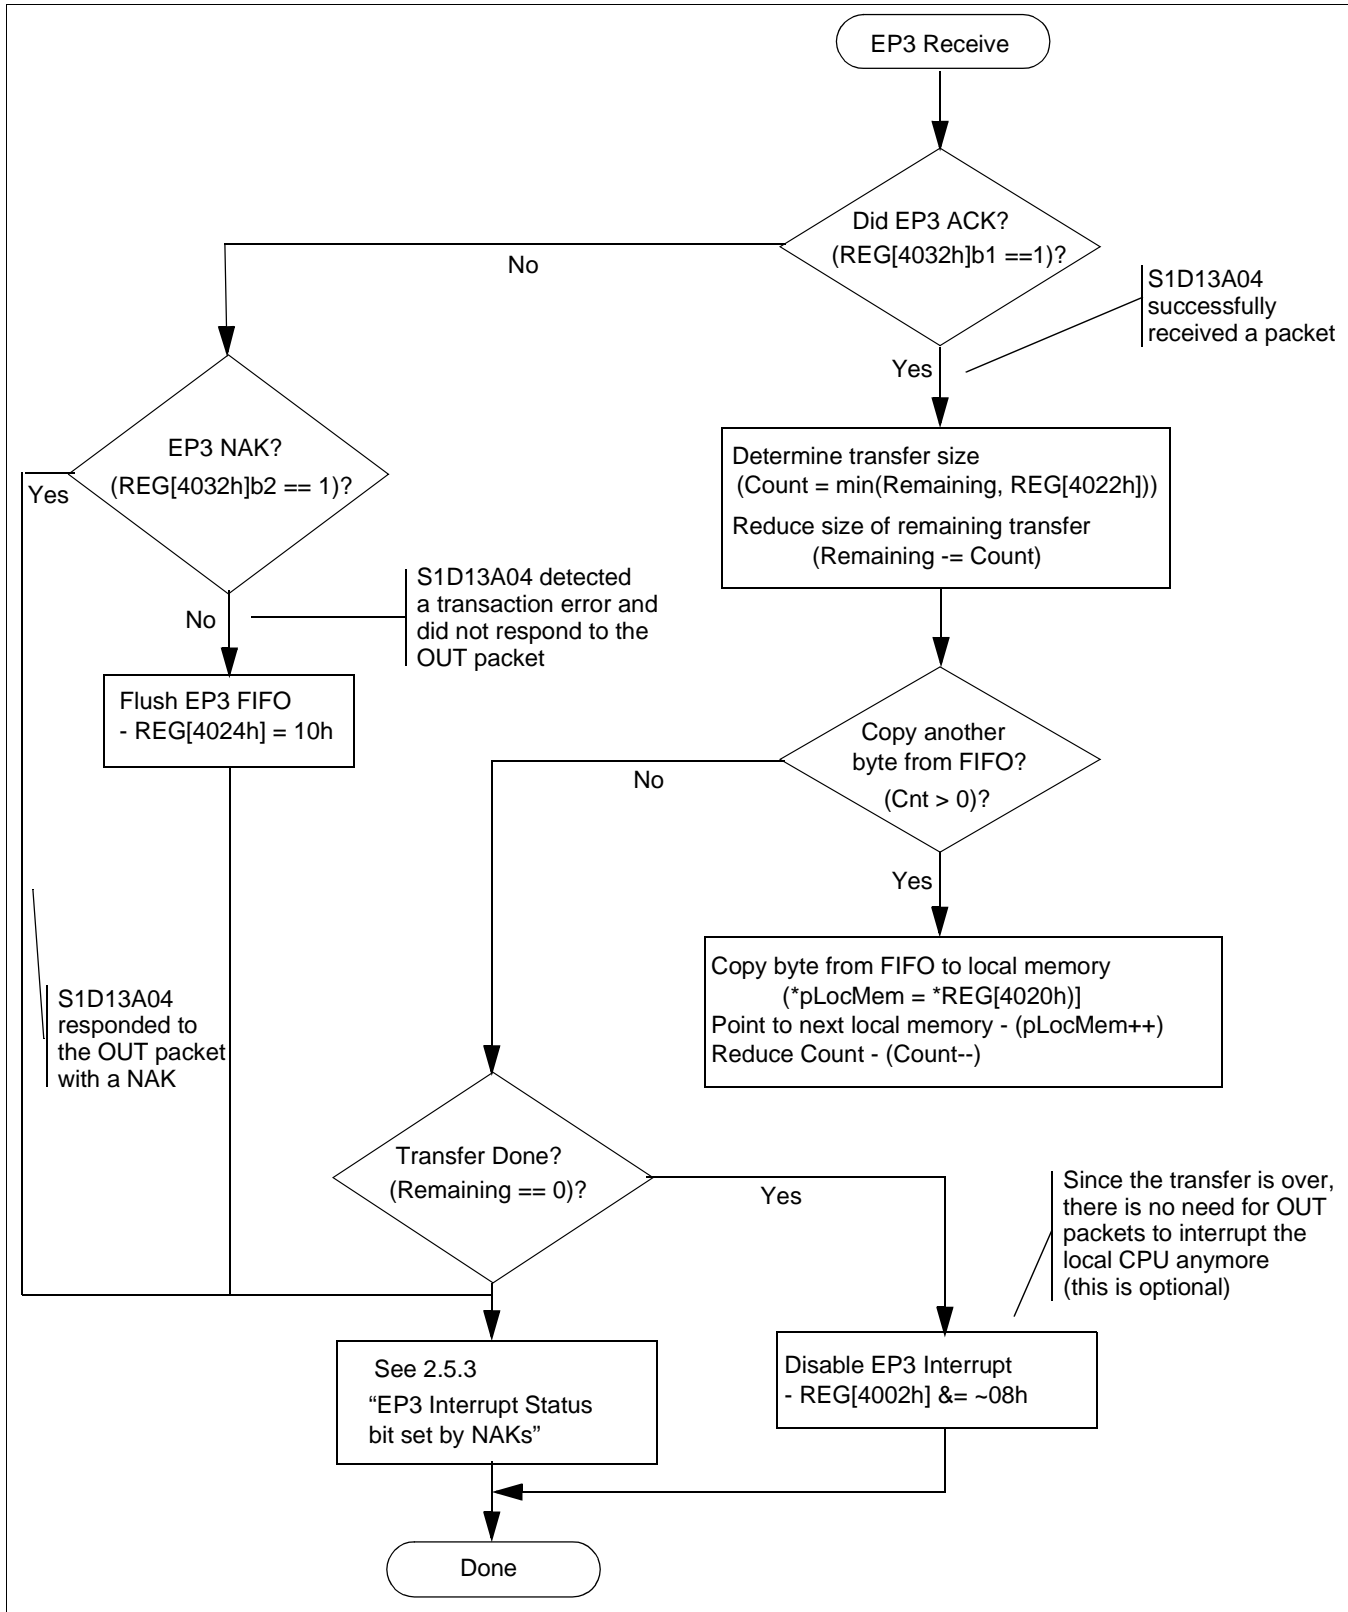 EP3 Receive
Did EP3 ACK?
(REG[4032h]b1 ==1)?
No
S1D13A04
successfully
received a packet
Yes
EP3 NAK?
(REG[4032h]b2 == 1)?
Yes
Determine transfer size
(Count = min(Remaining, REG[4022h]))
Reduce size of remaining transfer
(Remaining -= Count)
S1D13A04 detected
a transaction error and
did not respond to the
OUT packet
No
Flush EP3 FIFO
- REG[4024h] = 10h
Copy another
byte from FIFO?
(Cnt > 0)?
No
Yes
Copy byte from FIFO to local memory
(*pLocMem = *REG[4020h)]
Point to next local memory - (pLocMem++)
Reduce Count - (Count--)
S1D13A04
responded to
the OUT packet
with a NAK
Transfer Done?
(Remaining == 0)?
Yes
Since the transfer is over,
there is no need for OUT
packets to interrupt the
local CPU anymore
(this is optional)
See 2.5.3
“EP3 Interrupt Status
bit set by NAKs”
Disable EP3 Interrupt
- REG[4002h] &= ~08h
Done